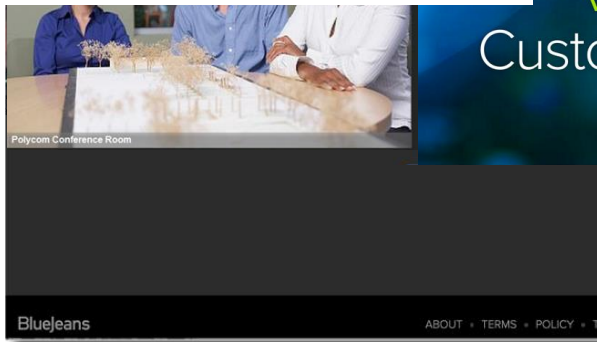 Custo
Polycom Conference Room
BlueJeans
ABOUT • TERMS • POLICY •